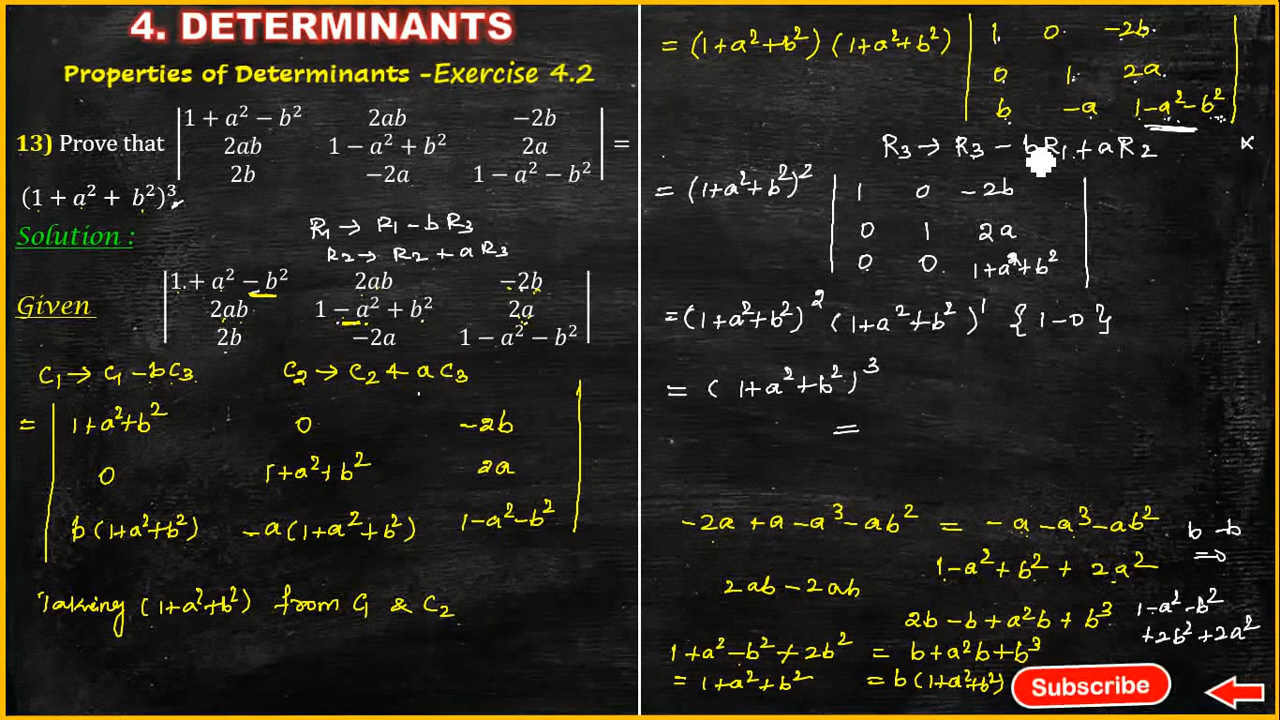 4. DETERMINANTS
Properties of Determinants -Exercise 4.2
13) Prove that | 1 + a² − b² 2ab −2b |
| 2ab 1 − a² + b² 2a | =
| 2b −2a 1 − a² − b² |
(1 + a² + b²)³
Solution :
R₁ → R₁ − bR₃
R₂ → R₂ + aR₃
Given | 1 + a² − b² 2ab −2b |
| 2ab 1 − a² + b² 2a |
| 2b −2a 1 − a² − b² |
C₁ → C₁ − bC₃ C₂ → C₂ + aC₃
= | 1+a²+b² 0 −2b |
| 0 1+a²+b² 2a |
| b(1+a²+b²) −a(1+a²+b²) 1−a²−b² |
Taking (1+a²+b²) from C₁ & C₂
= (1+a²+b²) (1+a²+b²) | 1 0 −2b |
| 0 1 2a |
| b −a 1−a²−b² |
R₃ → R₃ − bR₁ + aR₂ ×
= (1+a²+b²)² | 1 0 −2b |
| 0 1 2a |
| 0 0 1+a²+b² |
= (1+a²+b²)² (1+a²+b²)¹ {1−0}
= (1+a²+b²)³
=
−2a + a − a³ − ab² = −a − a³ − ab²
b − b
⇒
1−a²+b² + 2a²
2ab − 2ab
2b − b + a²b + b³
1−a²−b²
+2b²+2a²
1+a²−b²+2b² = b+a²b+b³
= 1+a²+b² = b(1+a²+b²)
Subscribe